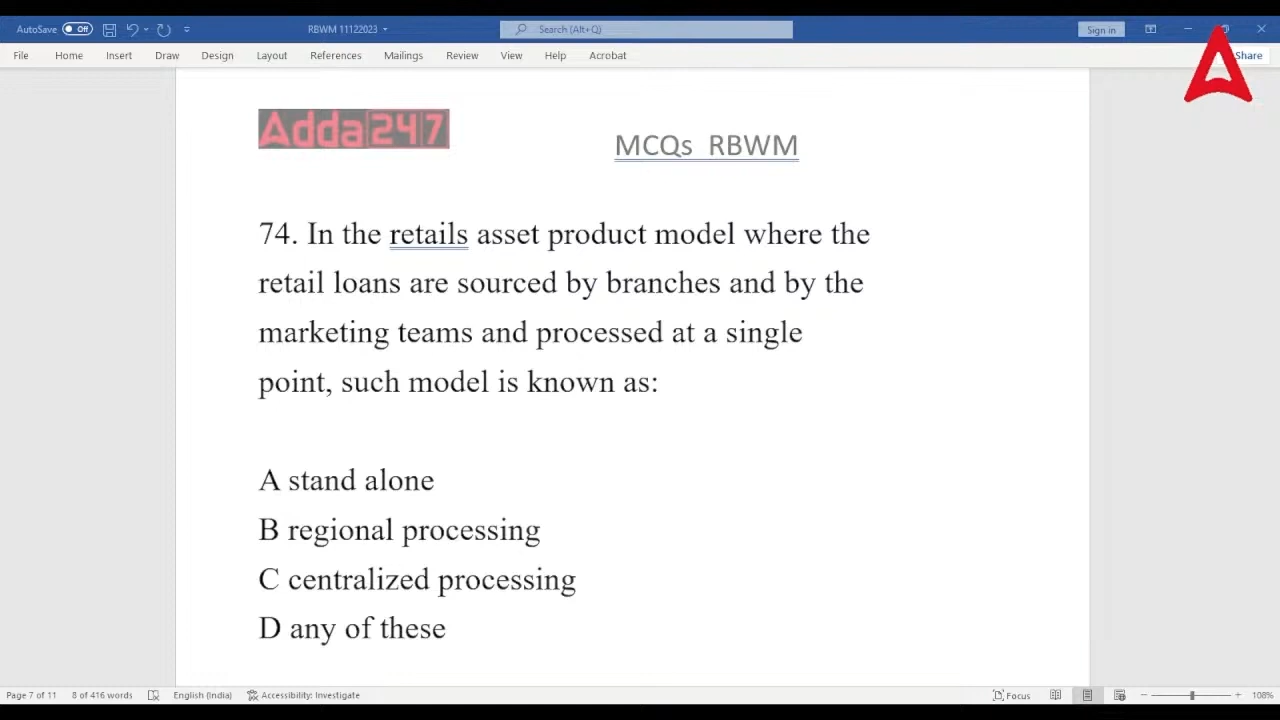 AutoSave Off RBWM 11122023 Search (Alt+Q) Sign in
File Home Insert Draw Design Layout References Mailings Review View Help Acrobat Share
Adda247
MCQs RBWM
74. In the retails asset product model where the
retail loans are sourced by branches and by the
marketing teams and processed at a single
point, such model is known as:
A stand alone
B regional processing
C centralized processing
D any of these
Page 7 of 11 8 of 416 words English (India) Accessibility: Investigate Focus 108%